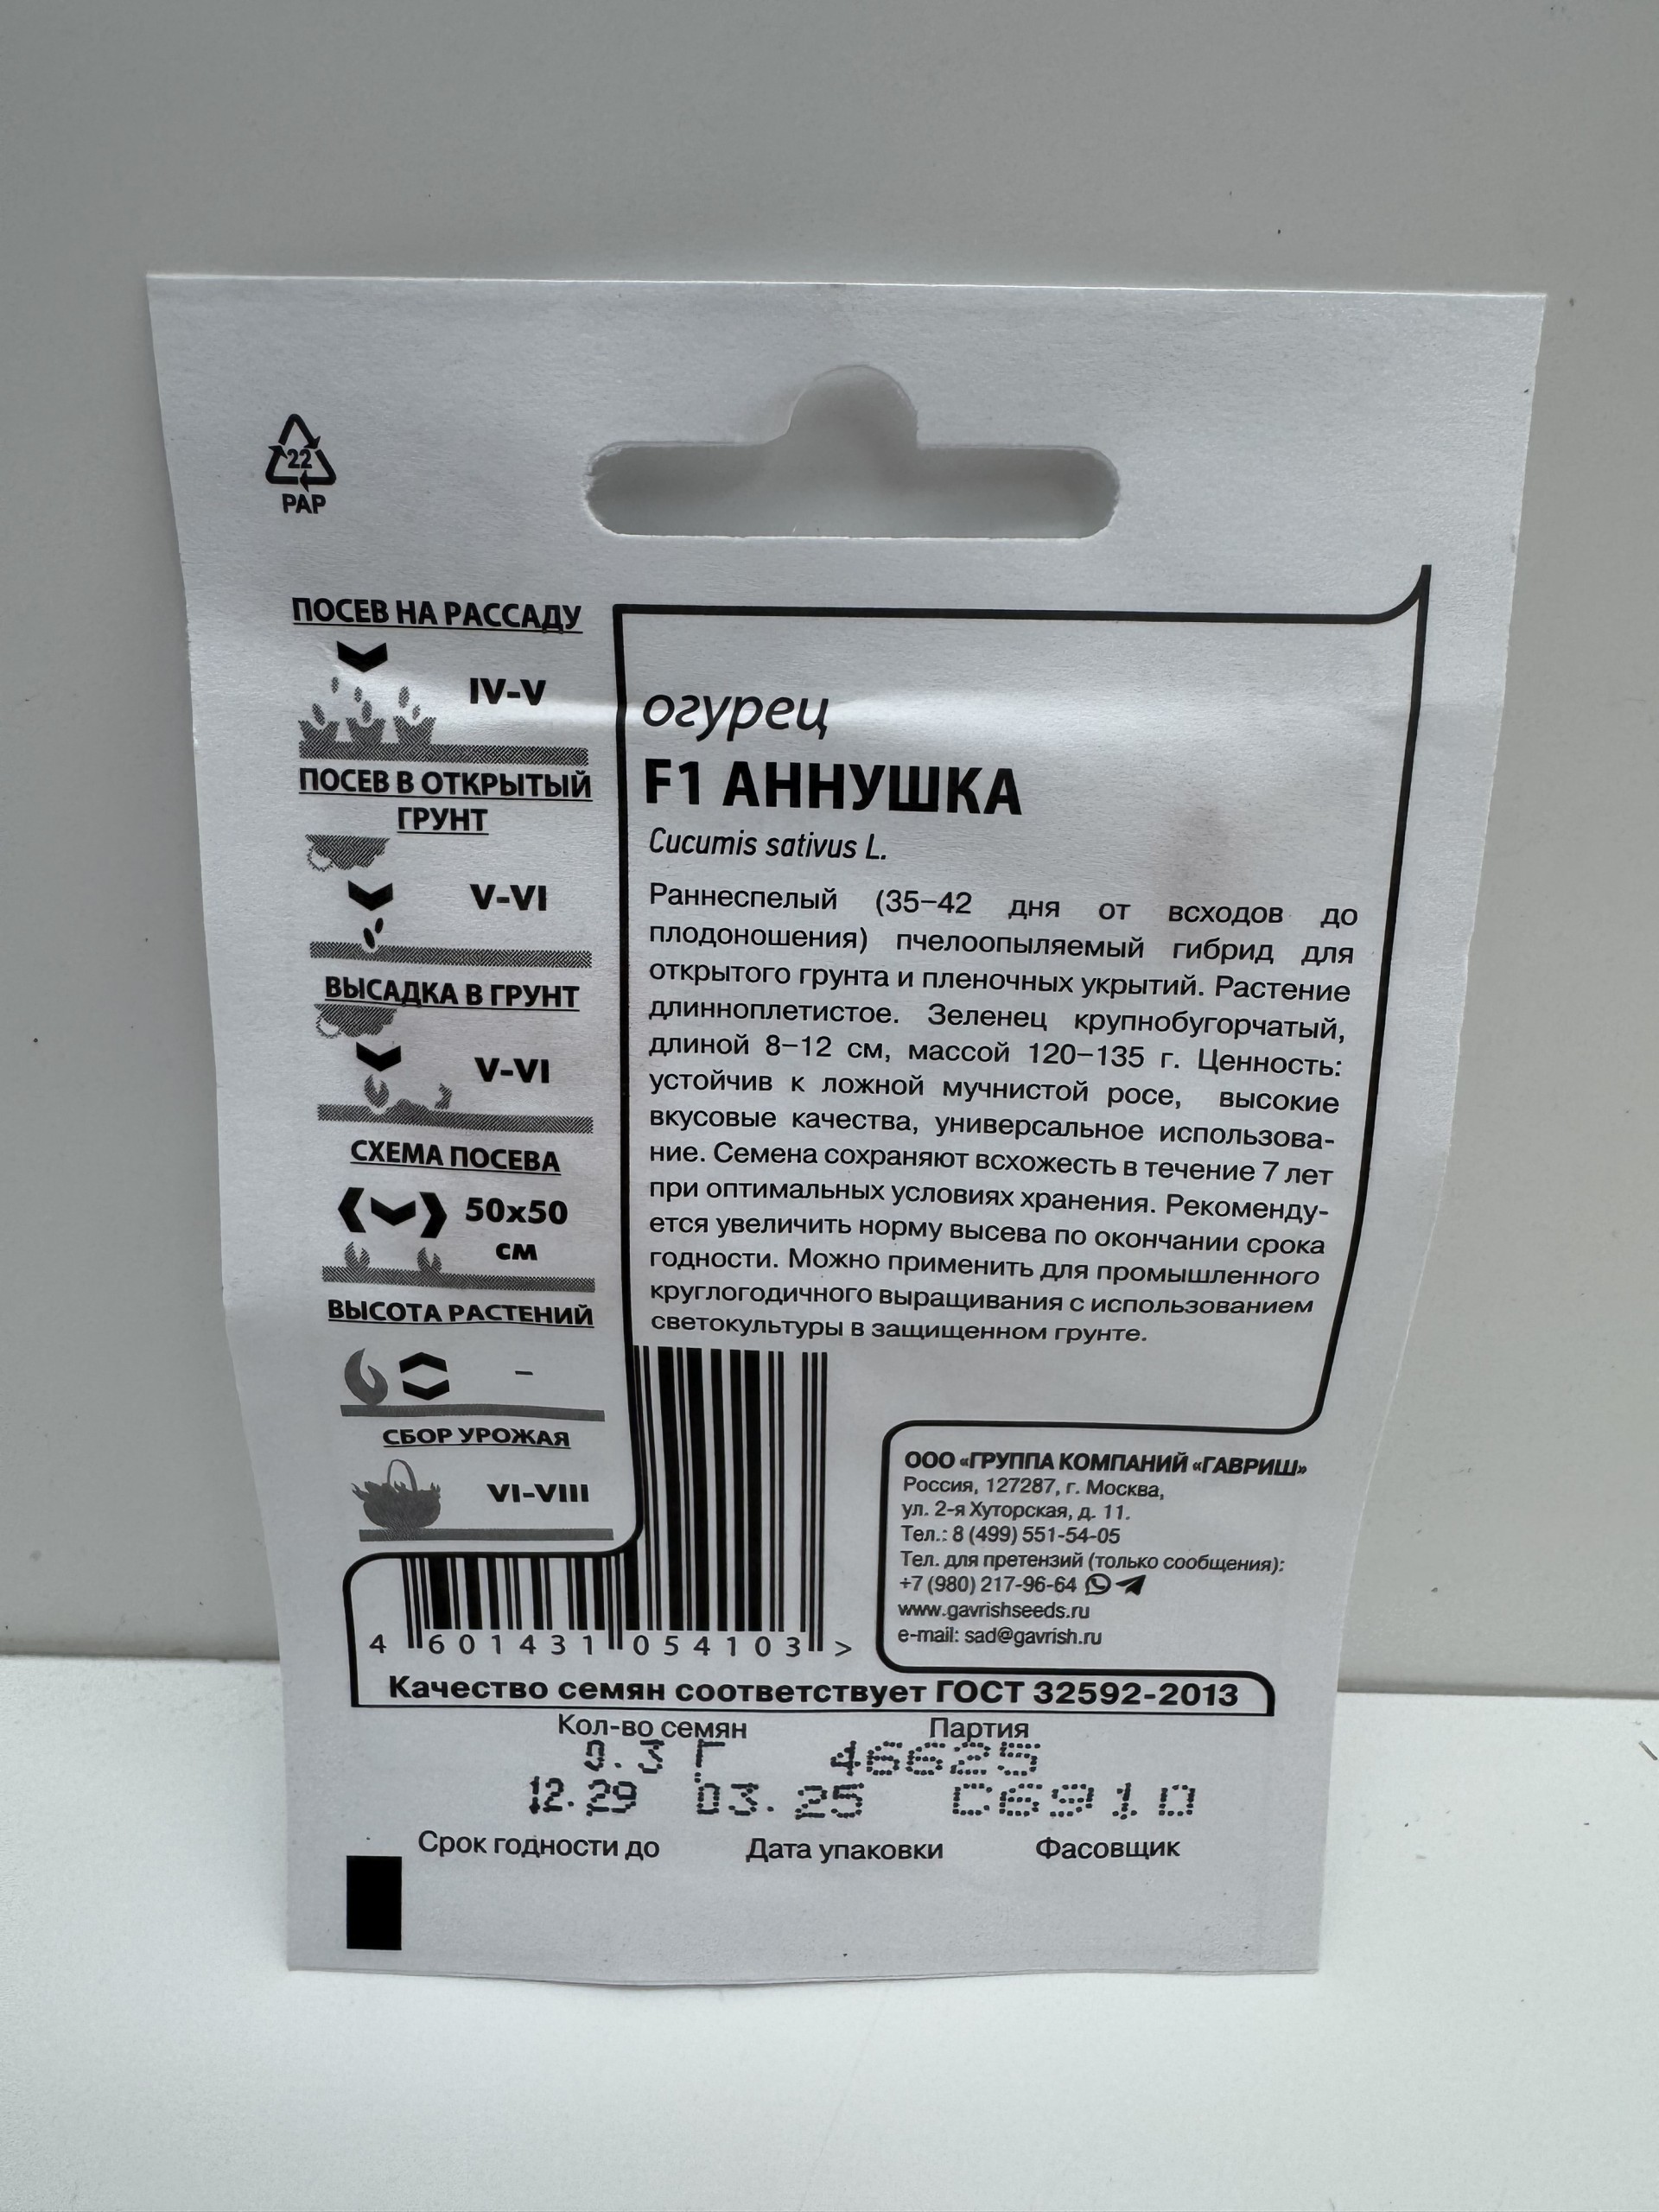 22
PAP
ПОСЕВ НА РАССАДУ
IV-V
ПОСЕВ В ОТКРЫТЫЙ
ГРУНТ
V-VI
ВЫСАДКА В ГРУНТ
V-VI
СХЕМА ПОСЕВА
50х50
см
ВЫСОТА РАСТЕНИЙ
–
СБОР УРОЖАЯ
VI-VIII
огурец
F1 АННУШКА
Cucumis sativus L.
Раннеспелый (35–42 дня от всходов до
плодоношения) пчелоопыляемый гибрид для
открытого грунта и пленочных укрытий. Растение
длинноплетистое. Зеленец крупнобугорчатый,
длиной 8–12 см, массой 120–135 г. Ценность:
устойчив к ложной мучнистой росе, высокие
вкусовые качества, универсальное использова-
ние. Семена сохраняют всхожесть в течение 7 лет
при оптимальных условиях хранения. Рекоменду-
ется увеличить норму высева по окончании срока
годности. Можно применить для промышленного
круглогодичного выращивания с использованием
светокультуры в защищенном грунте.
ООО «ГРУППА КОМПАНИЙ «ГАВРИШ»
Россия, 127287, г. Москва,
ул. 2-я Хуторская, д. 11.
Тел.: 8 (499) 551-54-05
Тел. для претензий (только сообщения):
+7 (980) 217-96-64
www.gavrishseeds.ru
e-mail: sad@gavrish.ru
4 601431 054103 >
Качество семян соответствует ГОСТ 32592-2013
Кол-во семян Партия
0.3 Г 46625
12.29 03.25 С691П
Срок годности до Дата упаковки Фасовщик